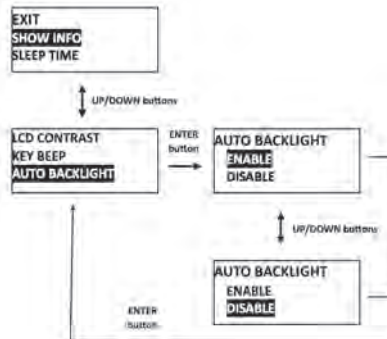 EXIT
SHOW INFO
SLEEP TIME
UP/DOWN buttons
LCD CONTRAST
KEY BEEP
AUTO BACKLIGHT
ENTER
button
AUTO BACKLIGHT
ENABLE
DISABLE
UP/DOWN buttons
AUTO BACKLIGHT
ENABLE
DISABLE
ENTER
button